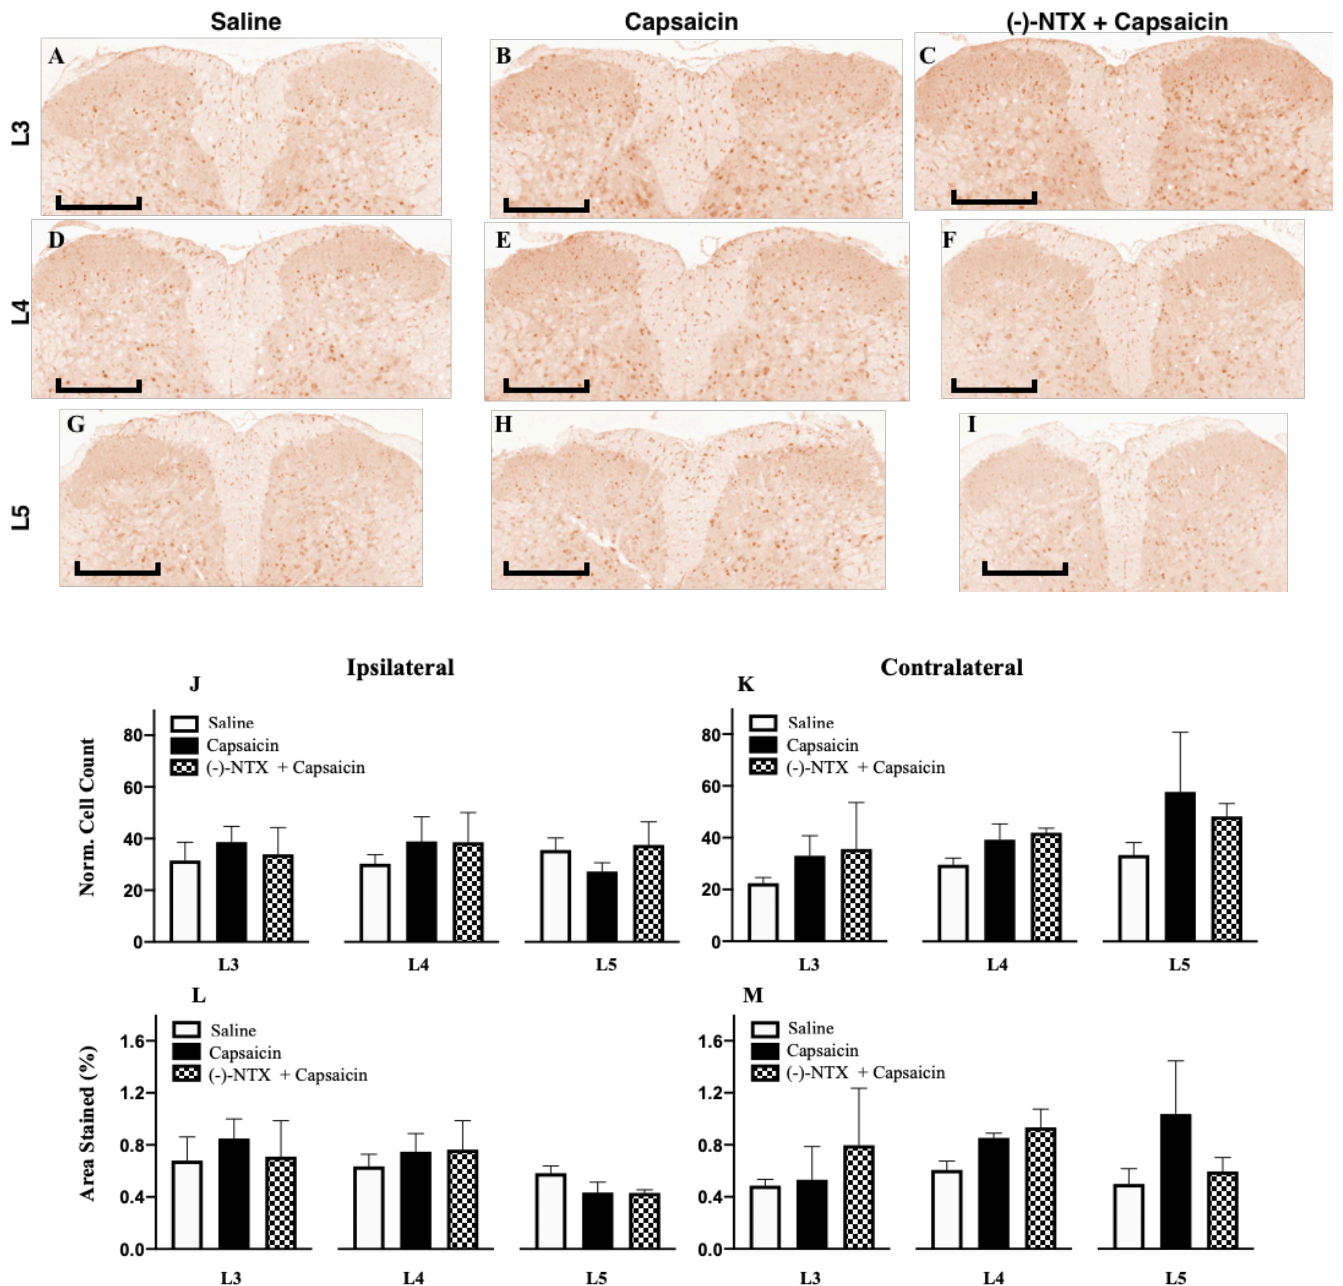 Saline Capsaicin (-)-NTX + Capsaicin
L3
A B C
L4
D E F
L5
G H I
Ipsilateral Contralateral
J K
Norm. Cell Count
80
60
40
20
0
Saline
Capsaicin
(-)-NTX + Capsaicin
L3 L4 L5
80
60
40
20
0
Saline
Capsaicin
(-)-NTX + Capsaicin
L3 L4 L5
L M
Area Stained (%)
1.6
1.2
0.8
0.4
0.0
Saline
Capsaicin
(-)-NTX + Capsaicin
L3 L4 L5
1.6
1.2
0.8
0.4
0.0
Saline
Capsaicin
(-)-NTX + Capsaicin
L3 L4 L5